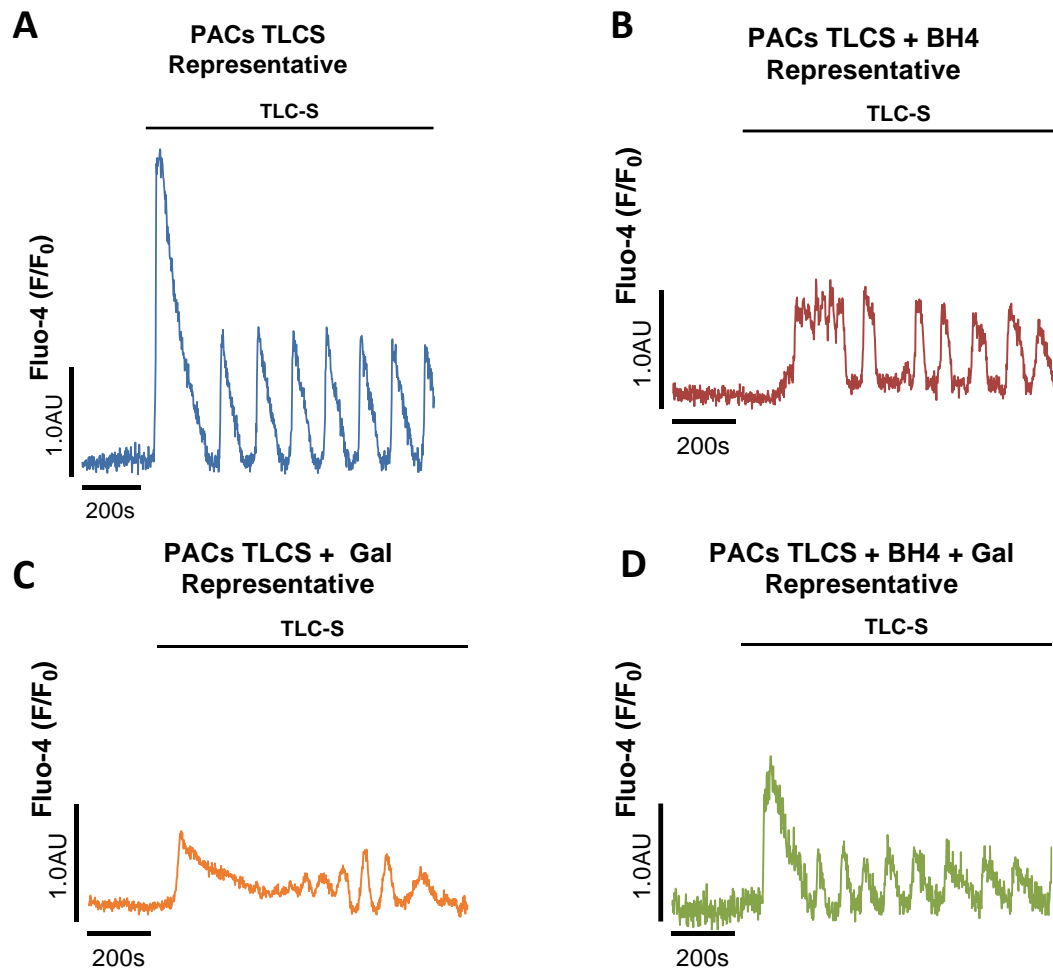 A
PACs TLCS
Representative
TLC-S
Fluo-4 (F/F0)
1.0AU
200s
B
PACs TLCS + BH4
Representative
TLC-S
Fluo-4 (F/F0)
1.0AU
200s
C
PACs TLCS + Gal
Representative
TLC-S
Fluo-4 (F/F0)
1.0AU
200s
D
PACs TLCS + BH4 + Gal
Representative
TLC-S
Fluo-4 (F/F0)
1.0AU
200s